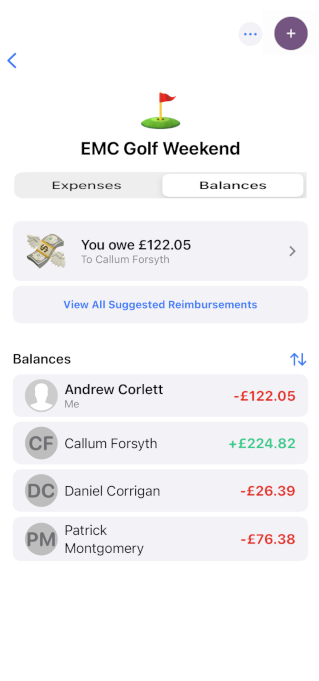 EMC Golf Weekend
Expenses
Balances
You owe £122.05
To Callum Forsyth
View All Suggested Reimbursements
Balances
Andrew Corlett
Me
-£122.05
CF
Callum Forsyth
+£224.82
DC
Daniel Corrigan
-£26.39
PM
Patrick
Montgomery
-£76.38